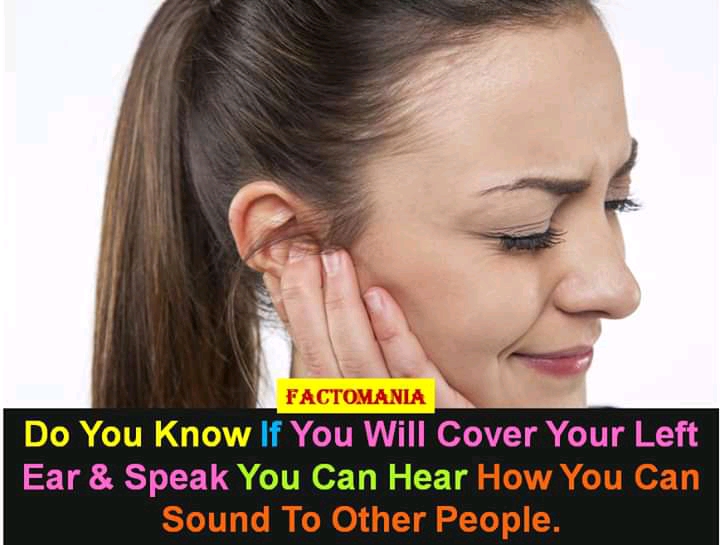 FACTOMANIA
Do You Know If You Will Cover Your Left
Ear & Speak You Can Hear How You Can
Sound To Other People.